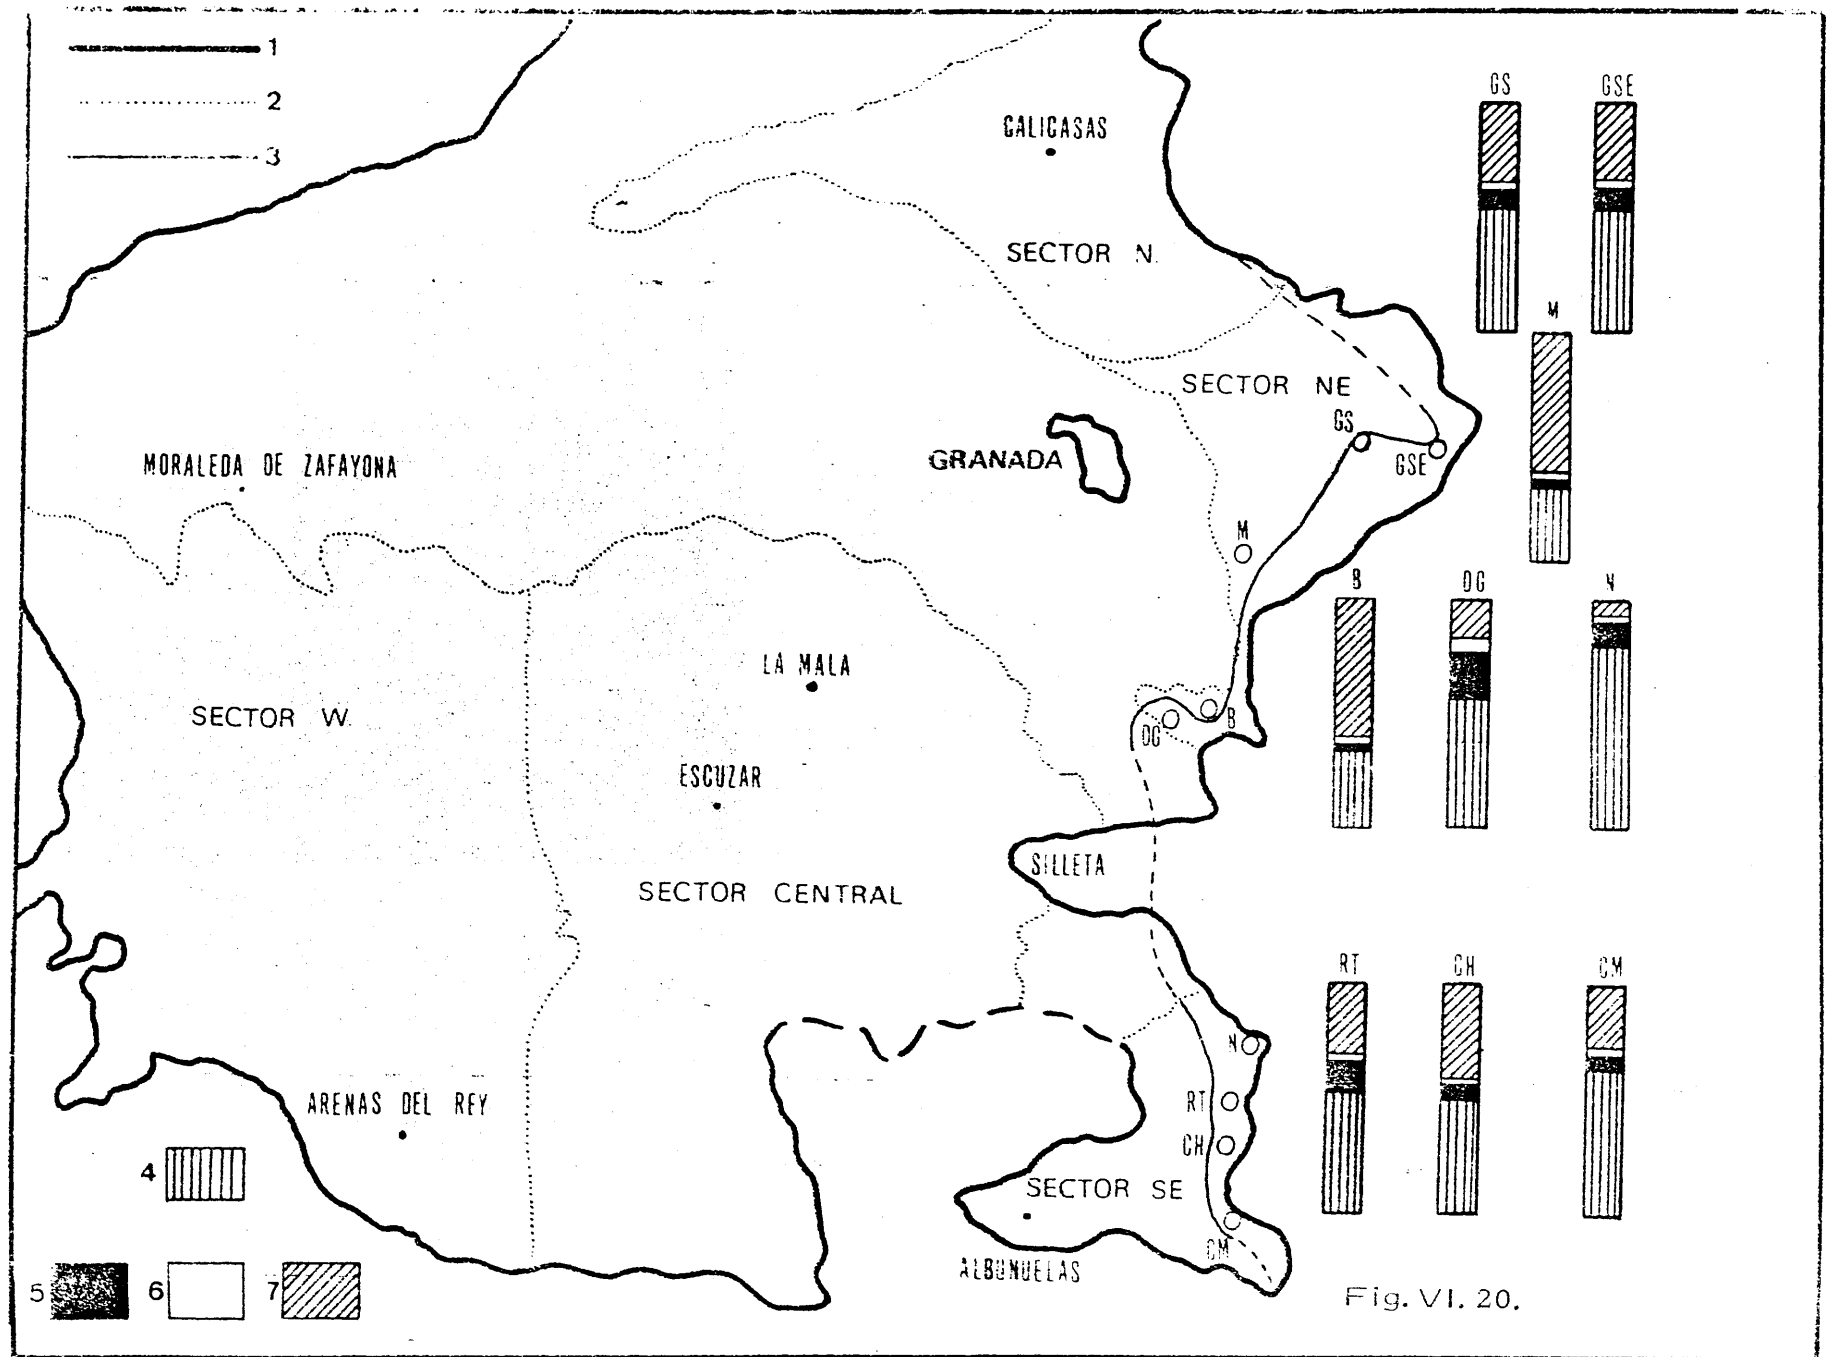 1
2
3
GS
GSE
CALICASAS
SECTOR N.
M
SECTOR NE
GS
GSE
GRANADA
MORALEDA DE ZAFAYONA
M
B
DG
N
LA MALA
SECTOR W.
B
DG
ESCUZAR
SILLETA
SECTOR CENTRAL
RT
CH
CM
N
RT
ARENAS DEL REY
CH
4
SECTOR SE
CM
ALBUNUELAS
5
6
7
Fig. VI. 20.